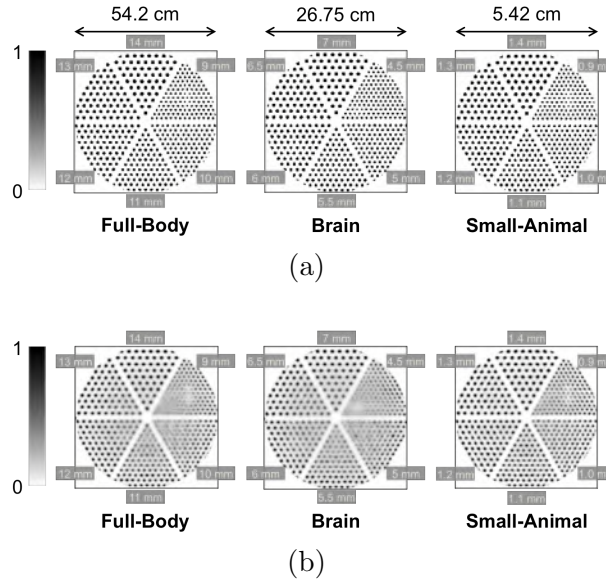 54.2 cm 26.75 cm 5.42 cm
14 mm 7 mm 1.4 mm
1 13 mm 9 mm 6.5 mm 4.5 mm 1.3 mm 0.9 mm
0 12 mm 10 mm 6 mm 5 mm 1.2 mm 1.0 mm
11 mm 5.5 mm 1.1 mm
Full-Body Brain Small-Animal
(a)
14 mm 7 mm 1.4 mm
1 13 mm 9 mm 6.5 mm 4.5 mm 1.3 mm 0.9 mm
0 12 mm 10 mm 6 mm 5 mm 1.2 mm 1.0 mm
11 mm 5.5 mm 1.1 mm
Full-Body Brain Small-Animal
(b)